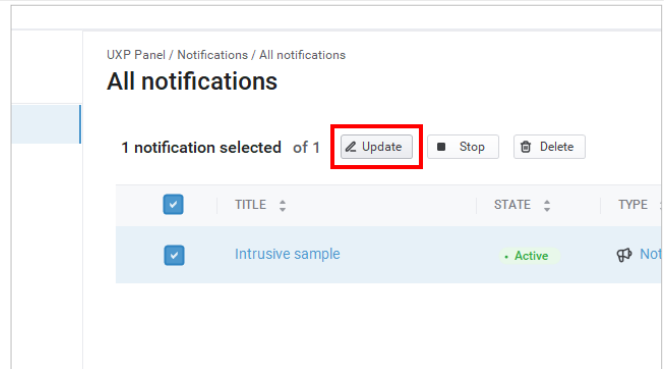 UXP Panel / Notifications / All notifications
All notifications
1 notification selected of 1 Update Stop Delete
TITLE STATE TYPE
Intrusive sample • Active Not